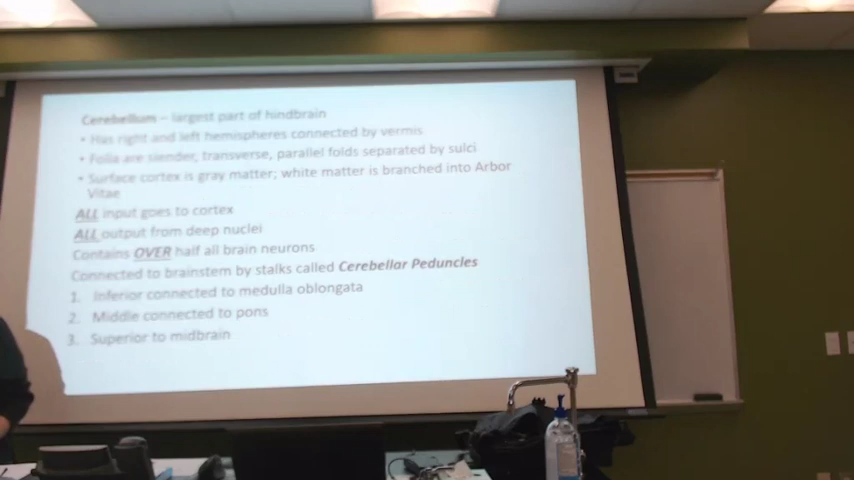 Cerebellum – largest part of hindbrain
• Has right and left hemispheres connected by vermis
• Folia are slender, transverse, parallel folds separated by sulci
• Surface cortex is gray matter; white matter is branched into Arbor
Vitae
ALL input goes to cortex
ALL output from deep nuclei
Contains OVER half all brain neurons
Connected to brainstem by stalks called Cerebellar Peduncles
1. Inferior connected to medulla oblongata
2. Middle connected to pons
3. Superior to midbrain